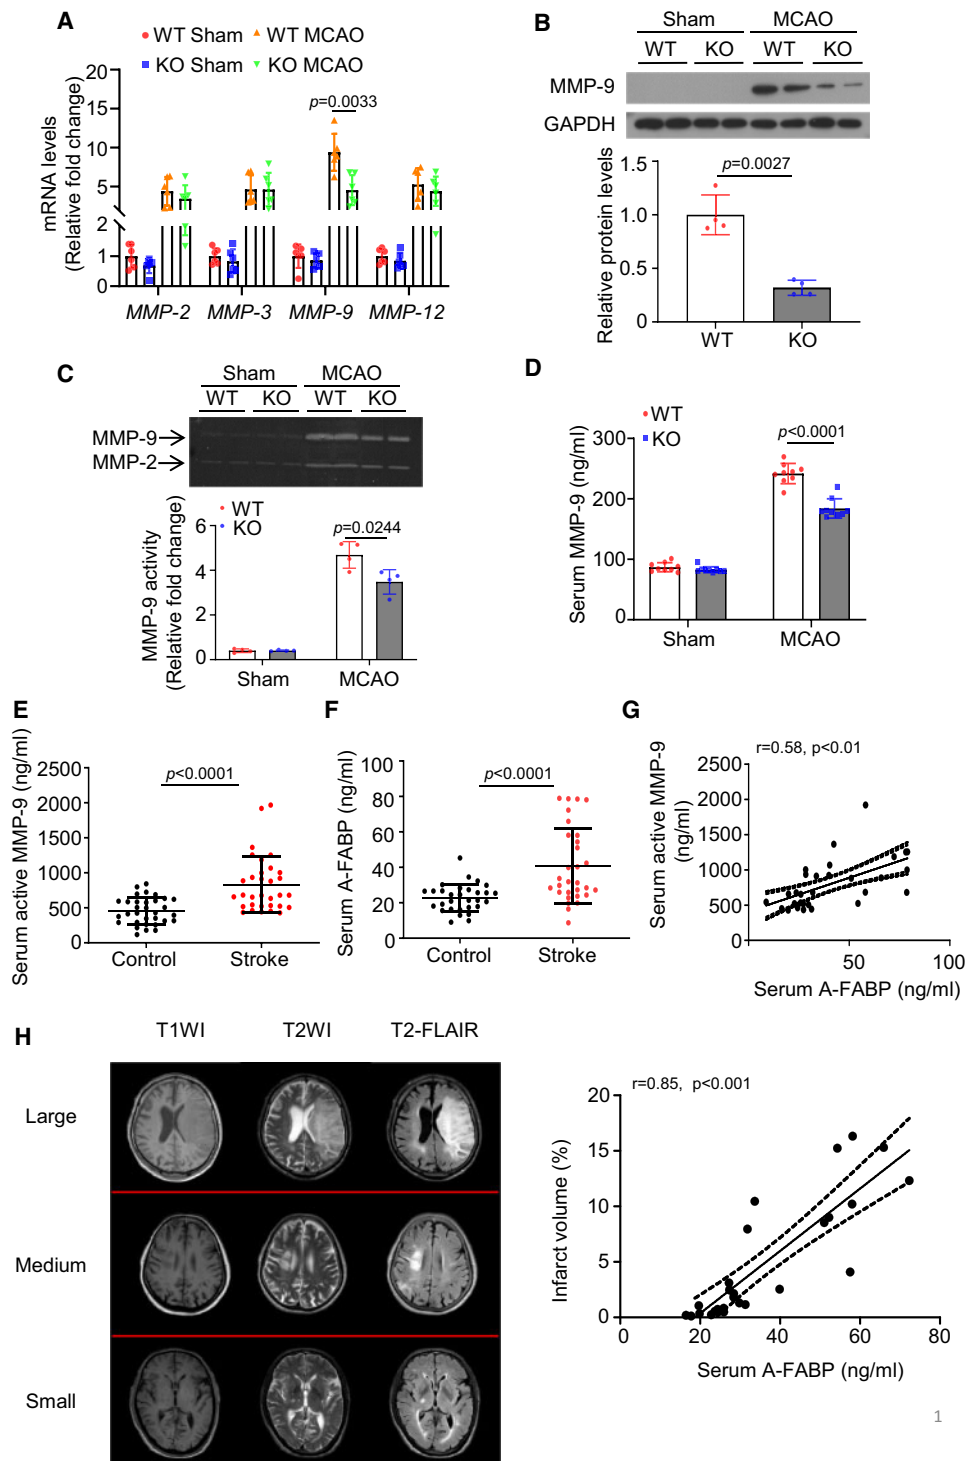 A
WT Sham WT MCAO
KO Sham KO MCAO
mRNA levels
(Relative fold change)
20
15
10
5
2
1
0
p=0.0033
MMP-2 MMP-3 MMP-9 MMP-12
B
Sham MCAO
WT KO WT KO
MMP-9
GAPDH
Relative protein levels
1.5
1.0
0.5
0
p=0.0027
WT KO
C
Sham MCAO
WT KO WT KO
MMP-9
MMP-2
WT
KO
MMP-9 activity
(Relative fold change)
6
4
2
0
p=0.0244
Sham MCAO
D
WT
KO
Serum MMP-9 (ng/ml)
300
200
100
0
p<0.0001
Sham MCAO
E
Serum active MMP-9 (ng/ml)
2500
2000
1500
1000
500
0
p<0.0001
Control Stroke
F
Serum A-FABP (ng/ml)
100
80
60
40
20
0
p<0.0001
Control Stroke
G
Serum active MMP-9
(ng/ml)
r=0.58, p<0.01
2500
2000
1500
1000
500
0
50 100
Serum A-FABP (ng/ml)
H
T1WI T2WI T2-FLAIR
Large
Medium
Small
r=0.85, p<0.001
Infarct volume (%)
20
15
10
5
0
0 20 40 60 80
Serum A-FABP (ng/ml)
1